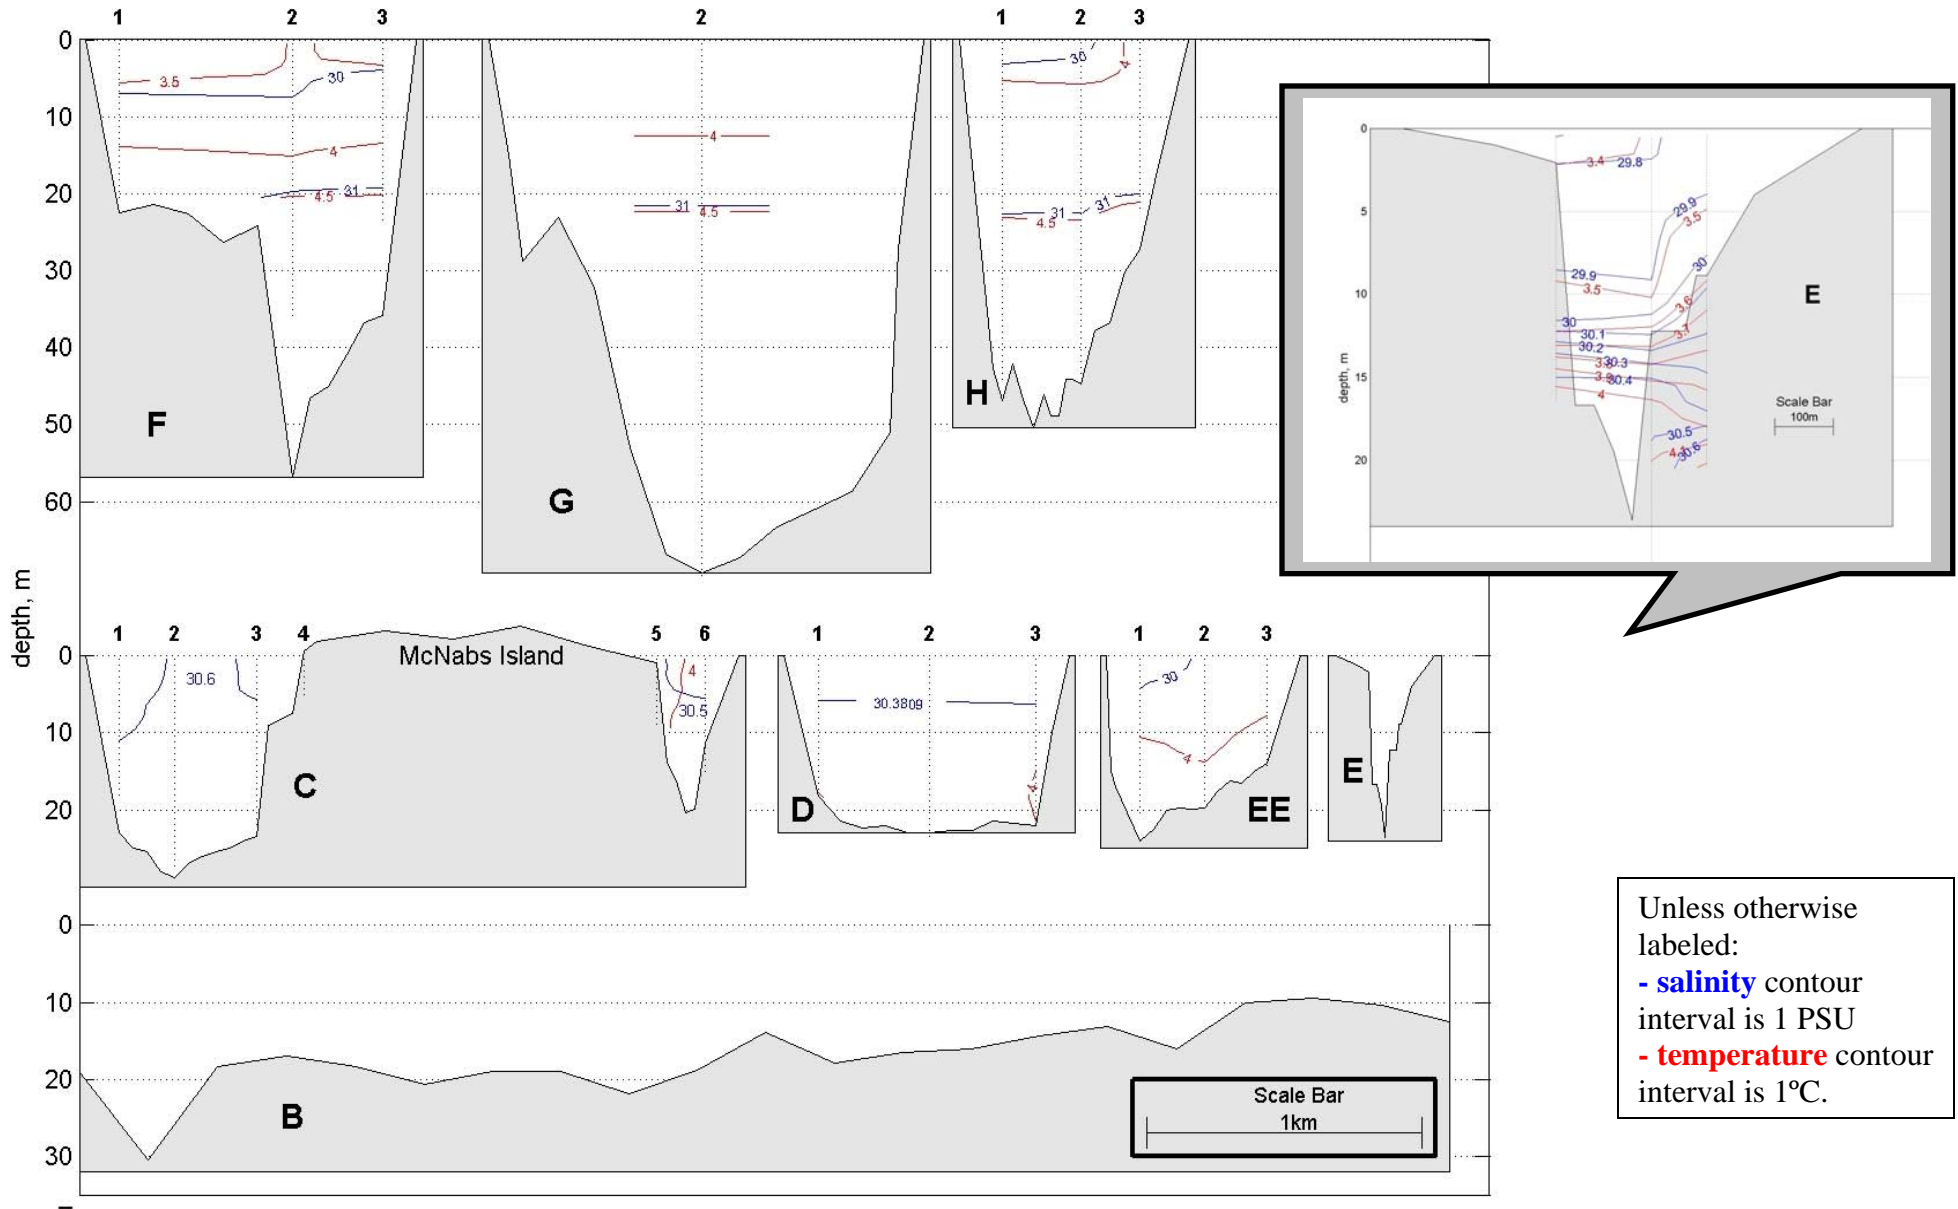 1 2 3 2 1 2 3
0
10
20
30
40
50
60
3.5
30
4
31
4.5
F
4
31
4.5
G
30
4
31
31
4.5
H
0
5
10
15
20
depth, m
3.4 29.8
29.9
3.5
29.9
3.5
30
3.6
3.7
30
30.1
30.2
30.3
30.4
4
30.5
30.6
E
Scale Bar
100m
depth, m
1 2 3 4 5 6 1 2 3 1 2 3
McNabs Island
0
10
20
30.6
4
30.5
C
30.3809
4
D
30
4
EE
E
0
10
20
30
B
Scale Bar
1km
Unless otherwise
labeled:
- salinity contour
interval is 1 PSU
- temperature contour
interval is 1ºC.